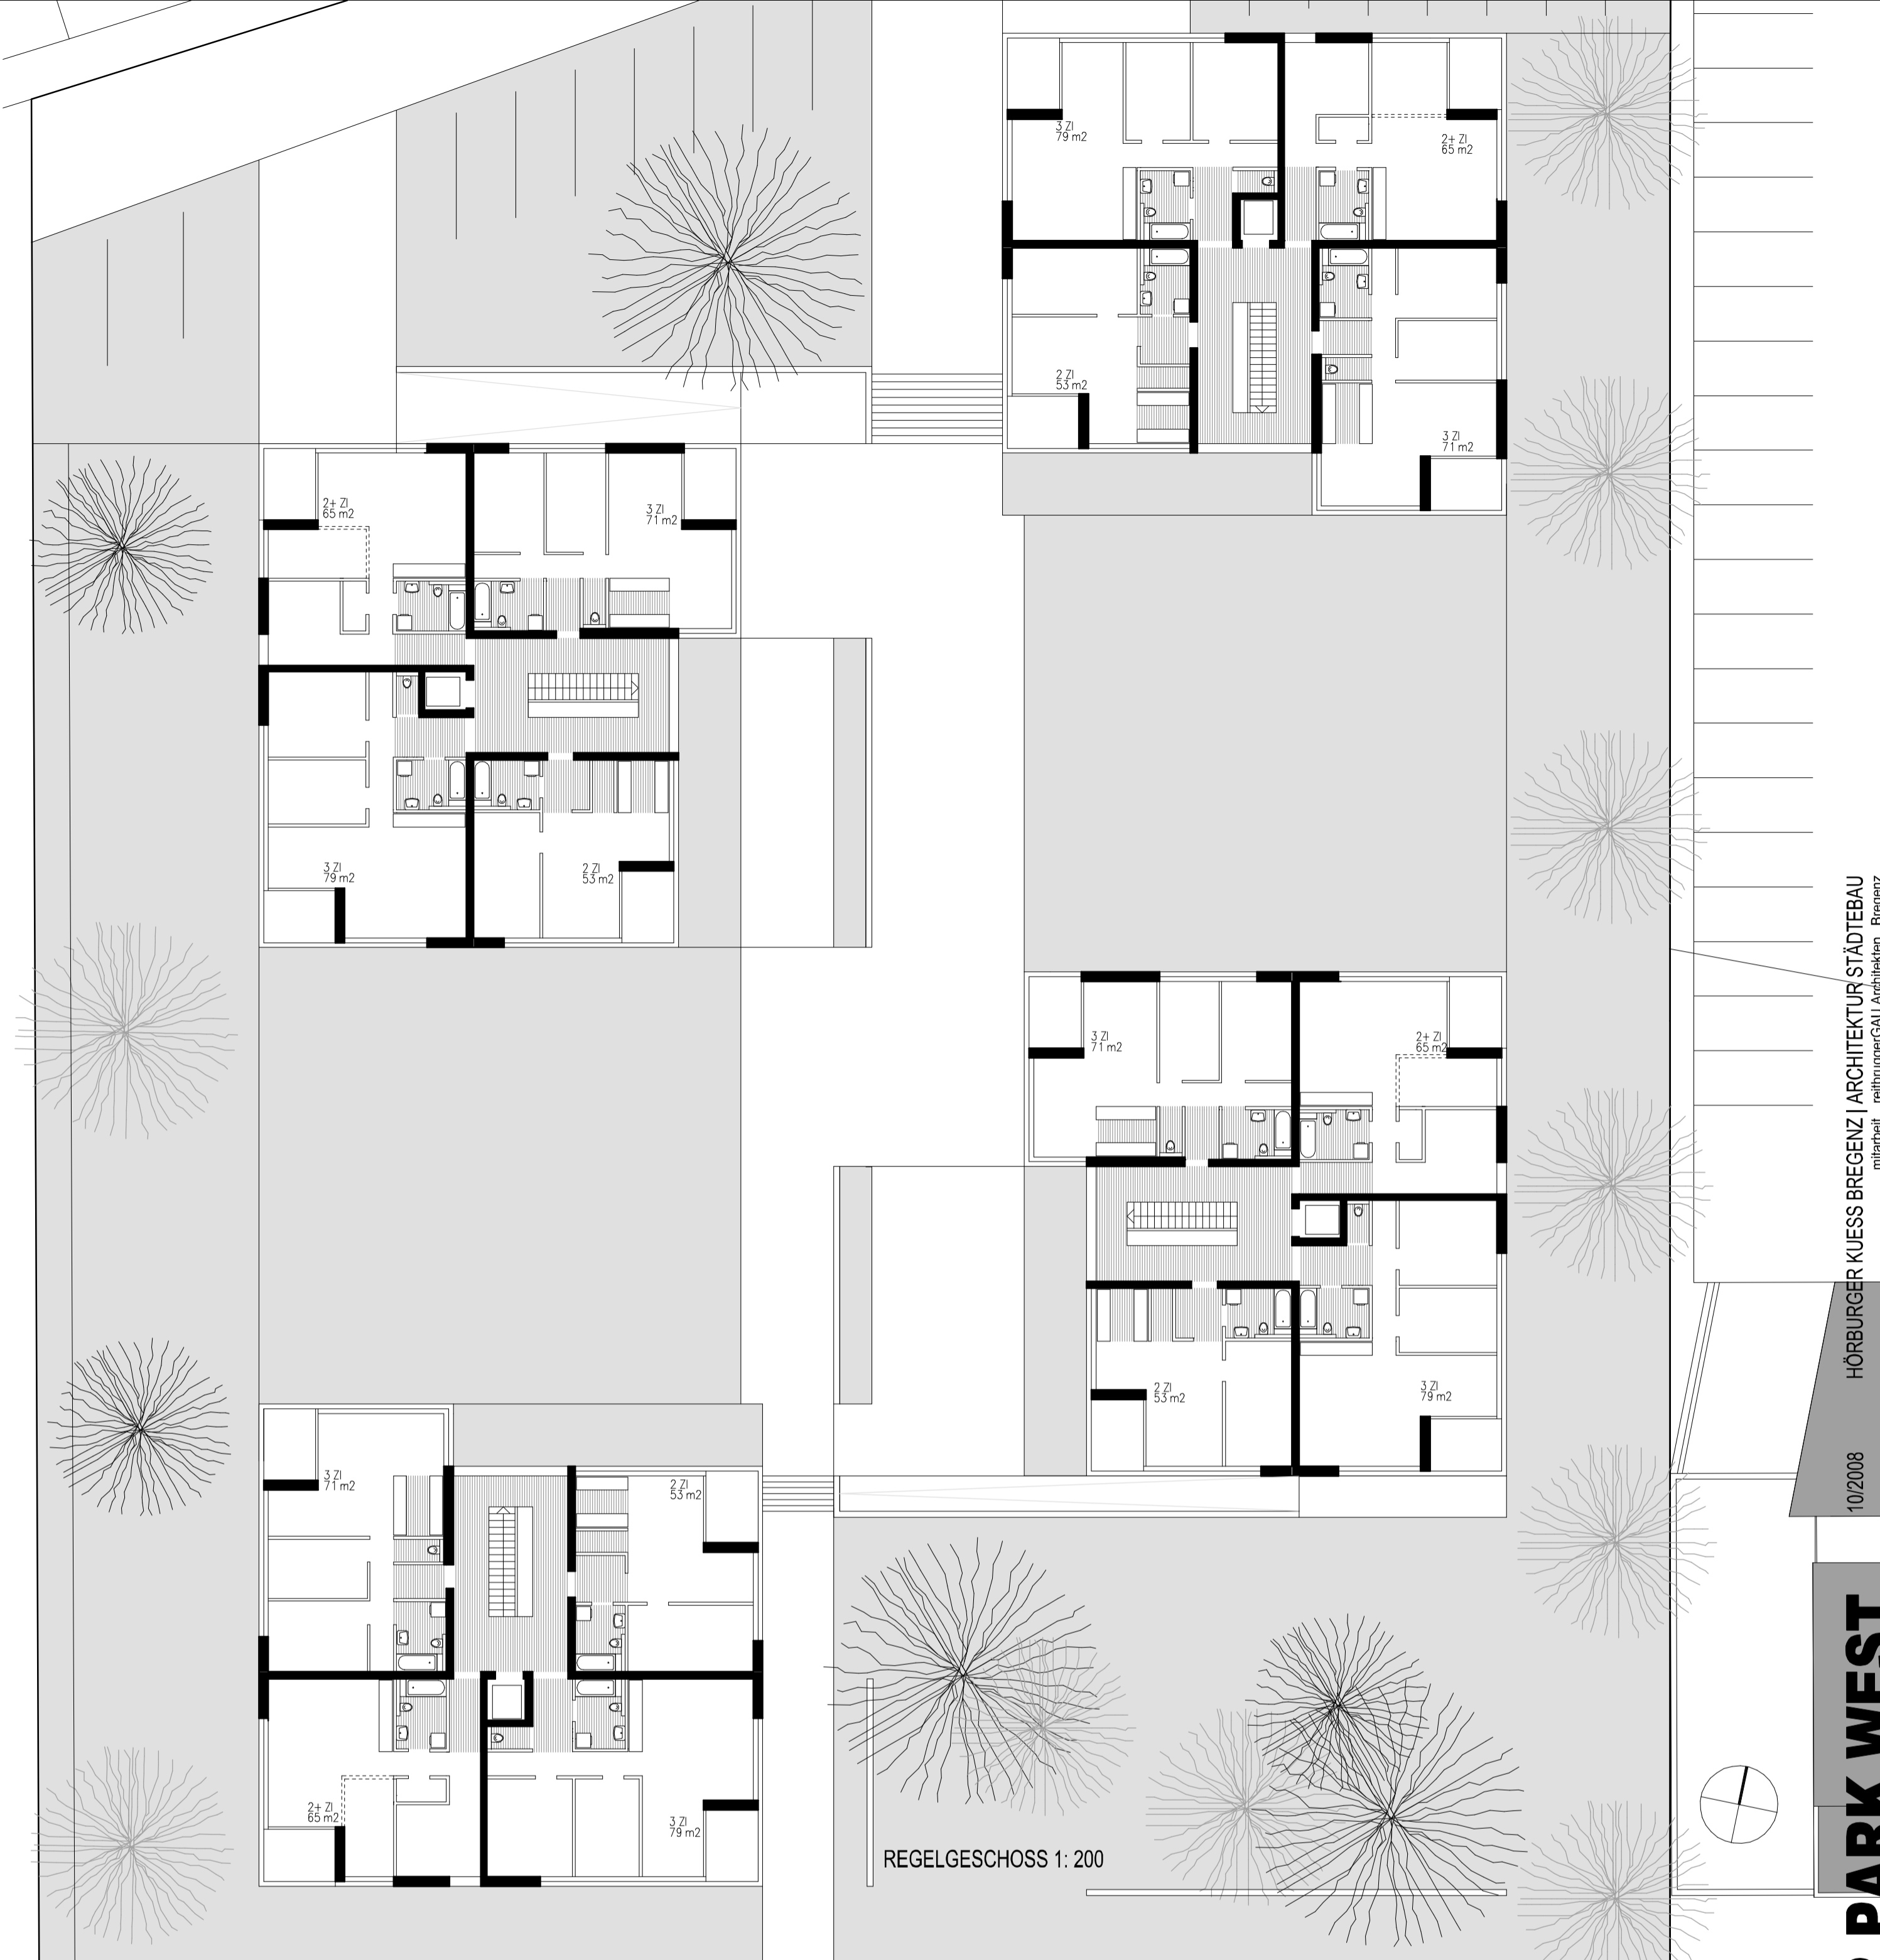 3 ZI
79 m2
2+ ZI
65 m2
2 ZI
53 m2
3 ZI
71 m2
2+ ZI
65 m2
3 ZI
71 m2
3 ZI
79 m2
2 ZI
53 m2
3 ZI
71 m2
2+ ZI
65 m2
2 ZI
53 m2
3 ZI
79 m2
3 ZI
71 m2
2 ZI
53 m2
2+ ZI
65 m2
3 ZI
79 m2
REGELGESCHOSS 1: 200
10/2008 HÖRBURGER KUESS BREGENZ | ARCHITEKTUR STÄDTEBAU
mitarbeit reitbruggerGAU Architekten Bregenz
PARK WEST